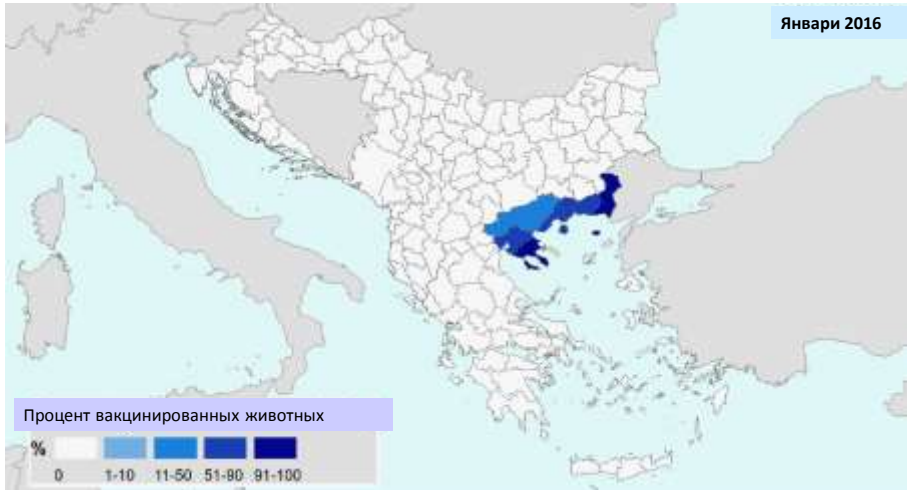 Январи 2016
Процент вакцинированных животных
%
0 1-10 11-50 51-90 91-100